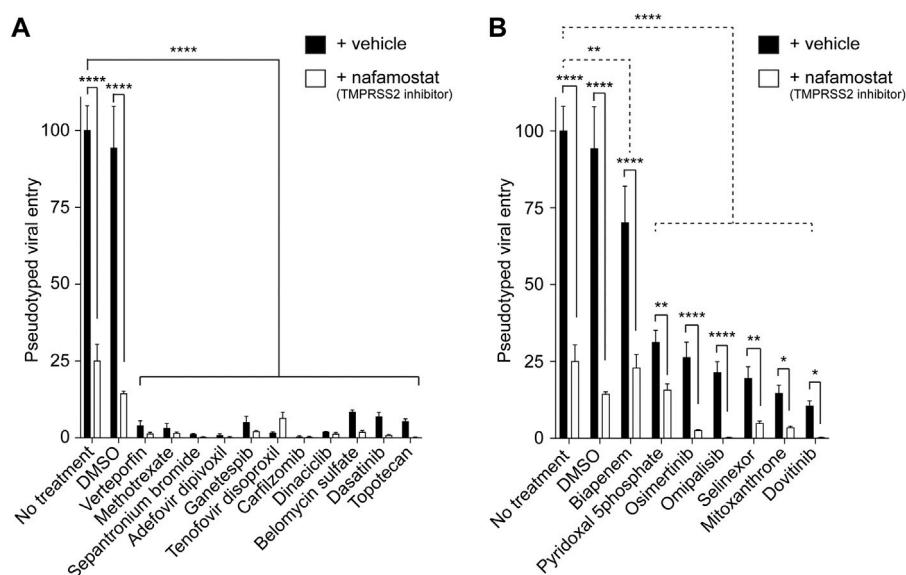 A
+ vehicle
+ nafamostat
(TMPRSS2 inhibitor)
****
****
****
Pseudotyped viral entry
100
75
50
25
0
No treatment
DMSO
Verteporfin
Methotrexate
Sepantronium bromide
Adefovir dipivoxil
Ganetespib
Tenofovir disoproxil
Carfilzomib
Dinaciclib
Belomycin sulfate
Dasatinib
Topotecan
B
+ vehicle
+ nafamostat
(TMPRSS2 inhibitor)
****
**
****
****
****
**
****
****
**
*
*
Pseudotyped viral entry
100
75
50
25
0
No treatment
DMSO
Biapenem
Pyridoxal 5phosphate
Osimertinib
Omipalisib
Selinexor
Mitoxanthrone
Dovitinib